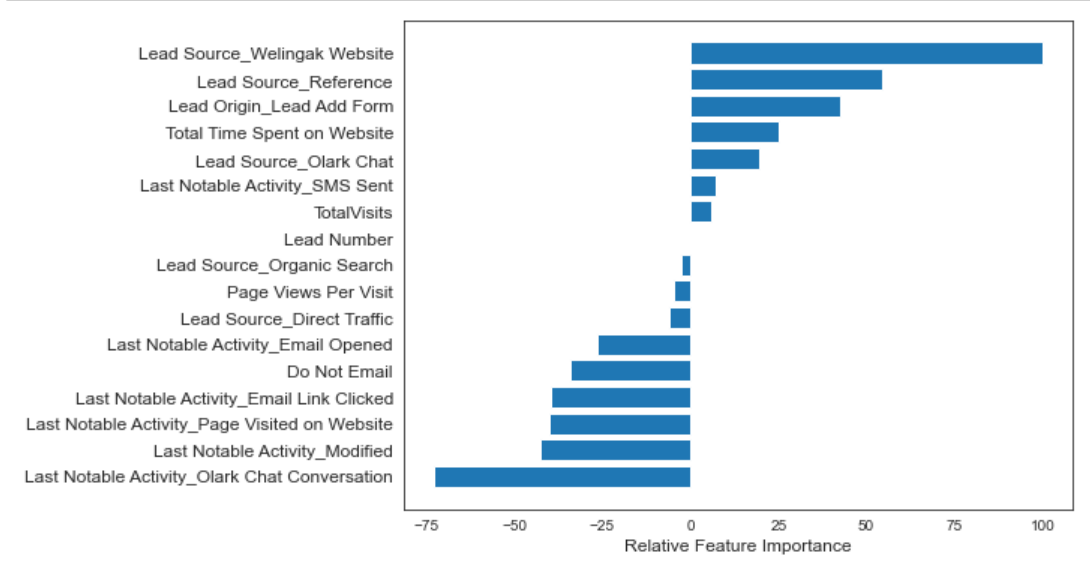 Lead Source_Welingak Website
Lead Source_Reference
Lead Origin_Lead Add Form
Total Time Spent on Website
Lead Source_Olark Chat
Last Notable Activity_SMS Sent
TotalVisits
Lead Number
Lead Source_Organic Search
Page Views Per Visit
Lead Source_Direct Traffic
Last Notable Activity_Email Opened
Do Not Email
Last Notable Activity_Email Link Clicked
Last Notable Activity_Page Visited on Website
Last Notable Activity_Modified
Last Notable Activity_Olark Chat Conversation
−75 −50 −25 0 25 50 75 100
Relative Feature Importance